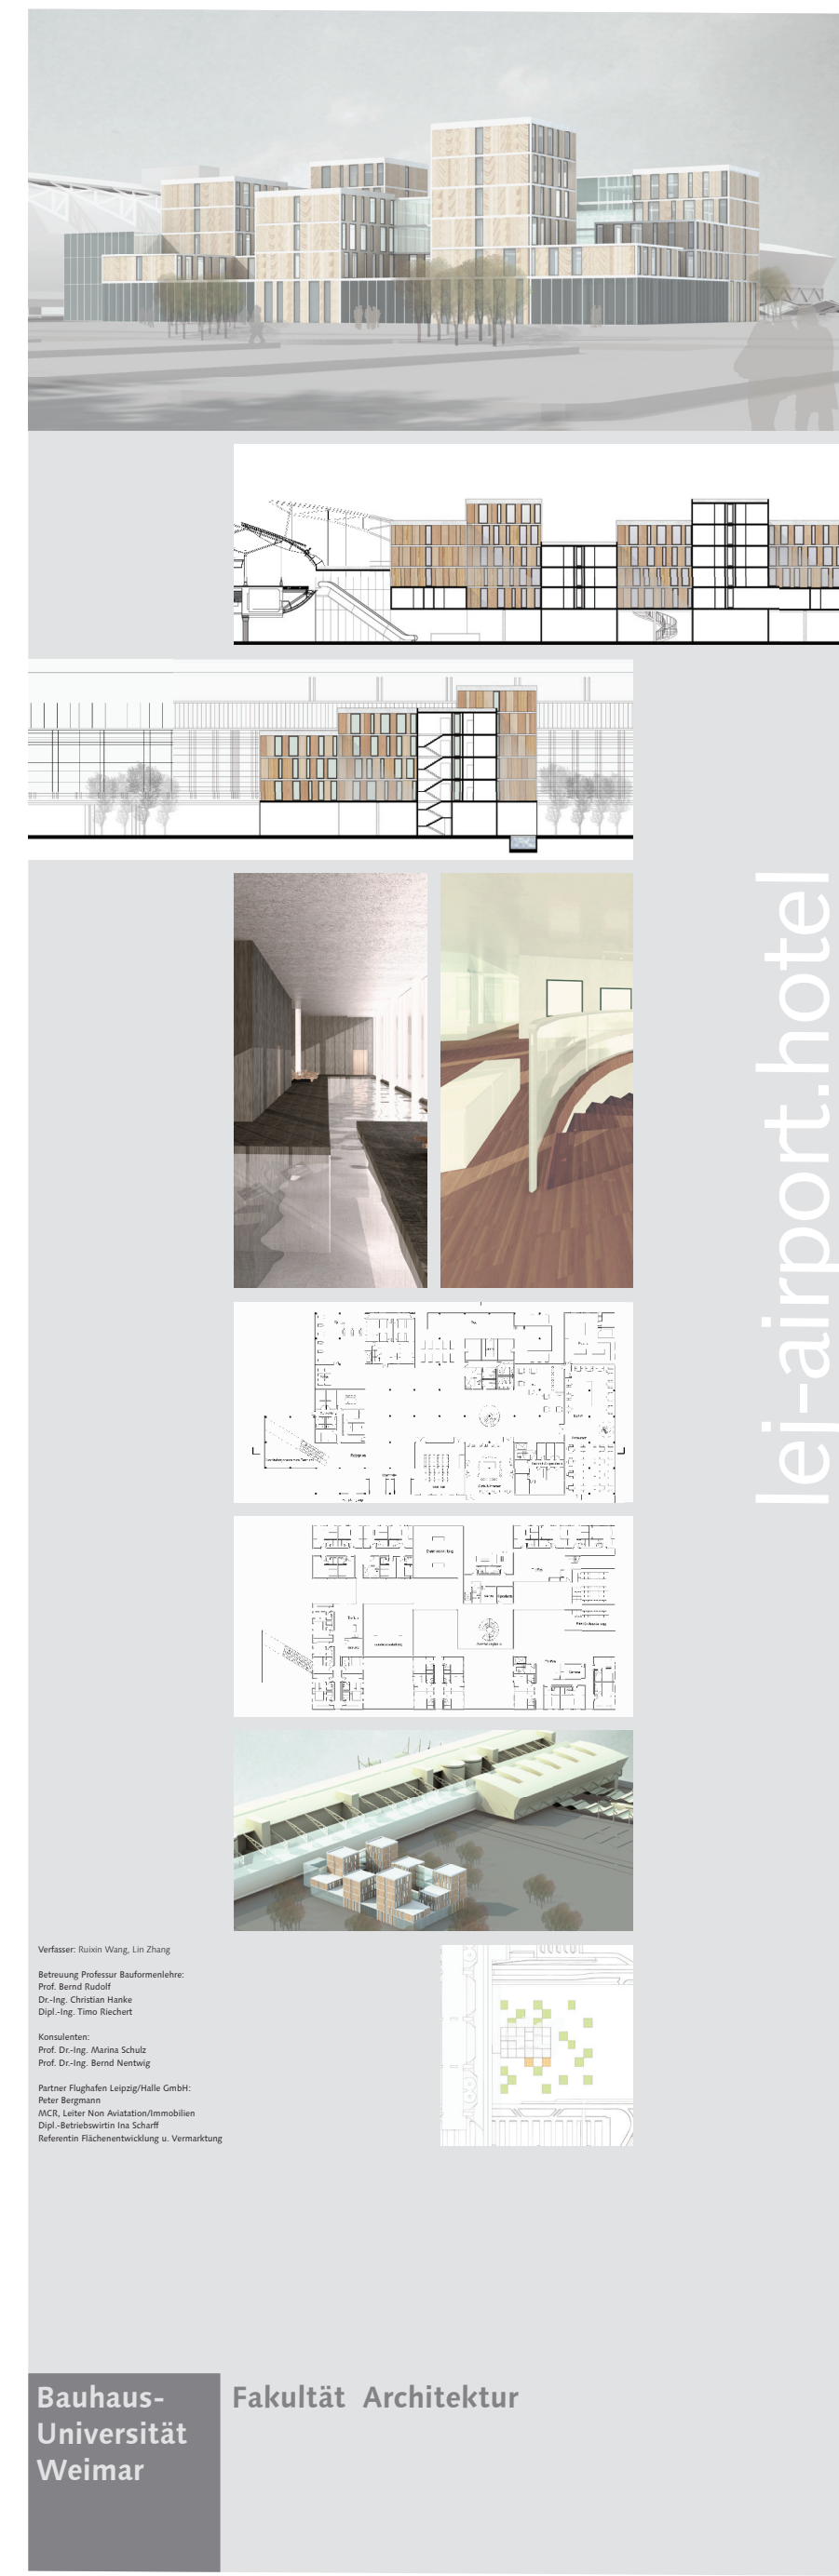 lej-airport.hotel
Verfasser: Ruixin Wang, Lin Zhang
Betreuung Professur Bauformenlehre:
Prof. Bernd Rudolf
Dr.-Ing. Christian Hanke
Dipl.-Ing. Timo Riechert
Konsulenten:
Prof. Dr.-Ing. Marina Schulz
Prof. Dr.-Ing. Bernd Nentwig
Partner Flughafen Leipzig/Halle GmbH:
Peter Bergmann
MCR, Leiter Non Aviatation/Immobilien
Dipl.-Betriebswirtin Ina Scharff
Referentin Flächenentwicklung u. Vermarktung
Bauhaus-
Universität
Weimar
Fakultät Architektur